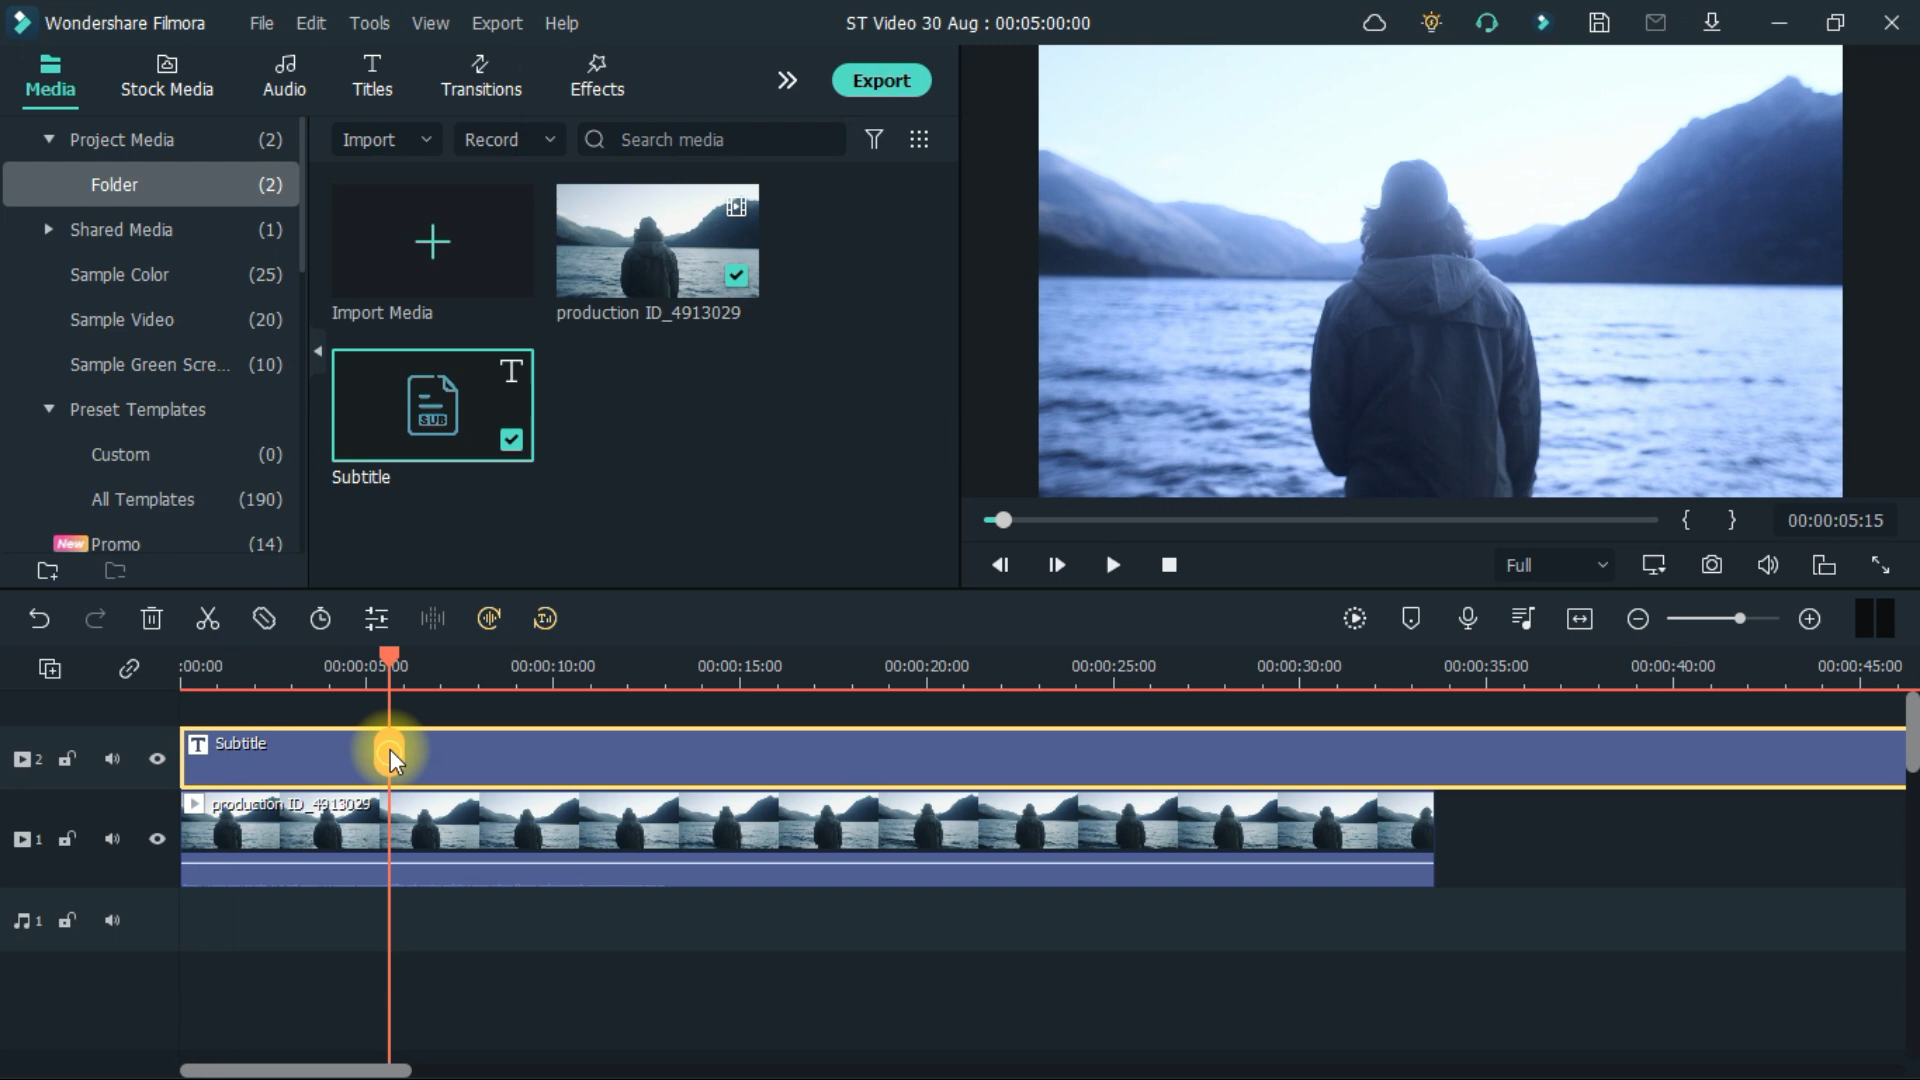 Wondershare Filmora File Edit Tools View Export Help ST Video 30 Aug : 00:05:00:00
Media Stock Media Audio Titles Transitions Effects Export
Project Media (2)
Folder (2)
Shared Media (1)
Sample Color (25)
Sample Video (20)
Sample Green Scre... (10)
Preset Templates
Custom (0)
All Templates (190)
New Promo (14)
Import Record Search media
Import Media
production ID_4913029
T
SUB
Subtitle
{ } 00:00:05:15
Full
:00:00 00:00:05:00 00:00:10:00 00:00:15:00 00:00:20:00 00:00:25:00 00:00:30:00 00:00:35:00 00:00:40:00 00:00:45:00
2 T Subtitle
production ID_4913029
1
1